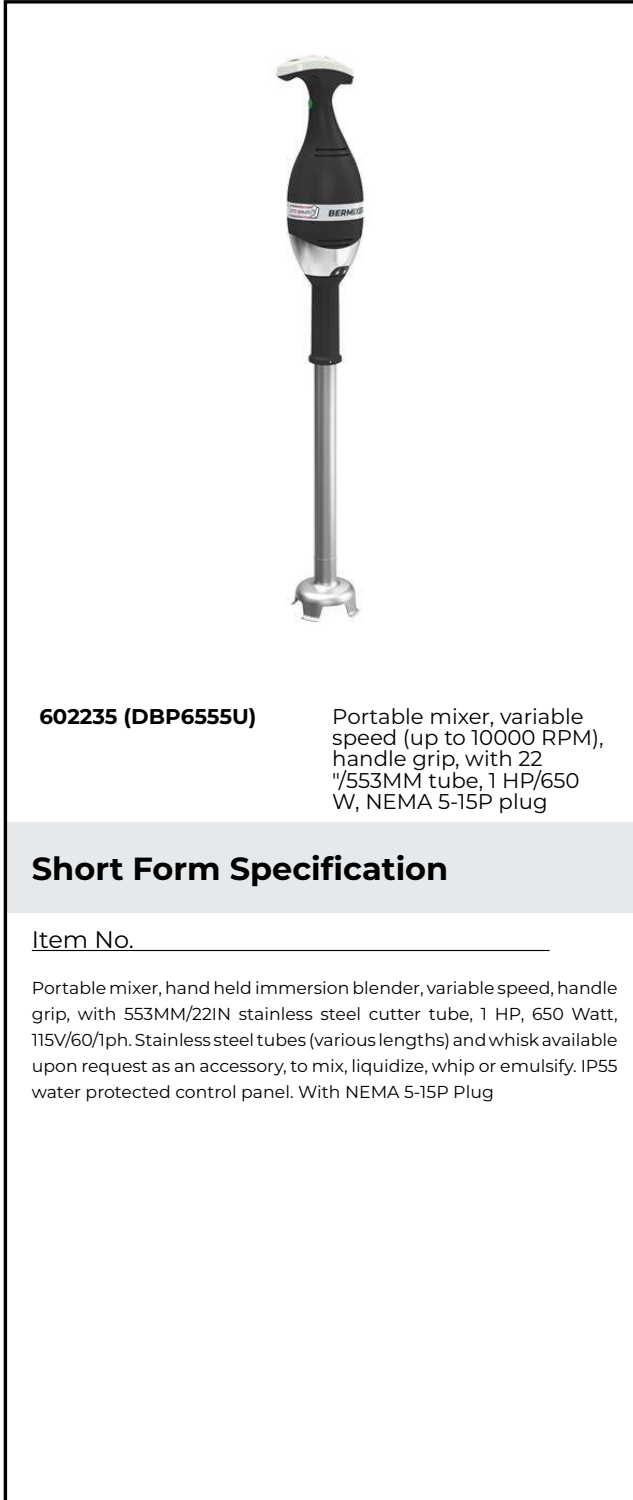 BERMIXER
602235 (DBP6555U)
Portable mixer, variable
speed (up to 10000 RPM),
handle grip, with 22
"/553MM tube, 1 HP/650
W, NEMA 5-15P plug
Short Form Specification
Item No.
Portable mixer, hand held immersion blender, variable speed, handle
grip, with 553MM/22IN stainless steel cutter tube, 1 HP, 650 Watt,
115V/60/1ph. Stainless steel tubes (various lengths) and whisk available
upon request as an accessory, to mix, liquidize, whip or emulsify. IP55
water protected control panel. With NEMA 5-15P Plug